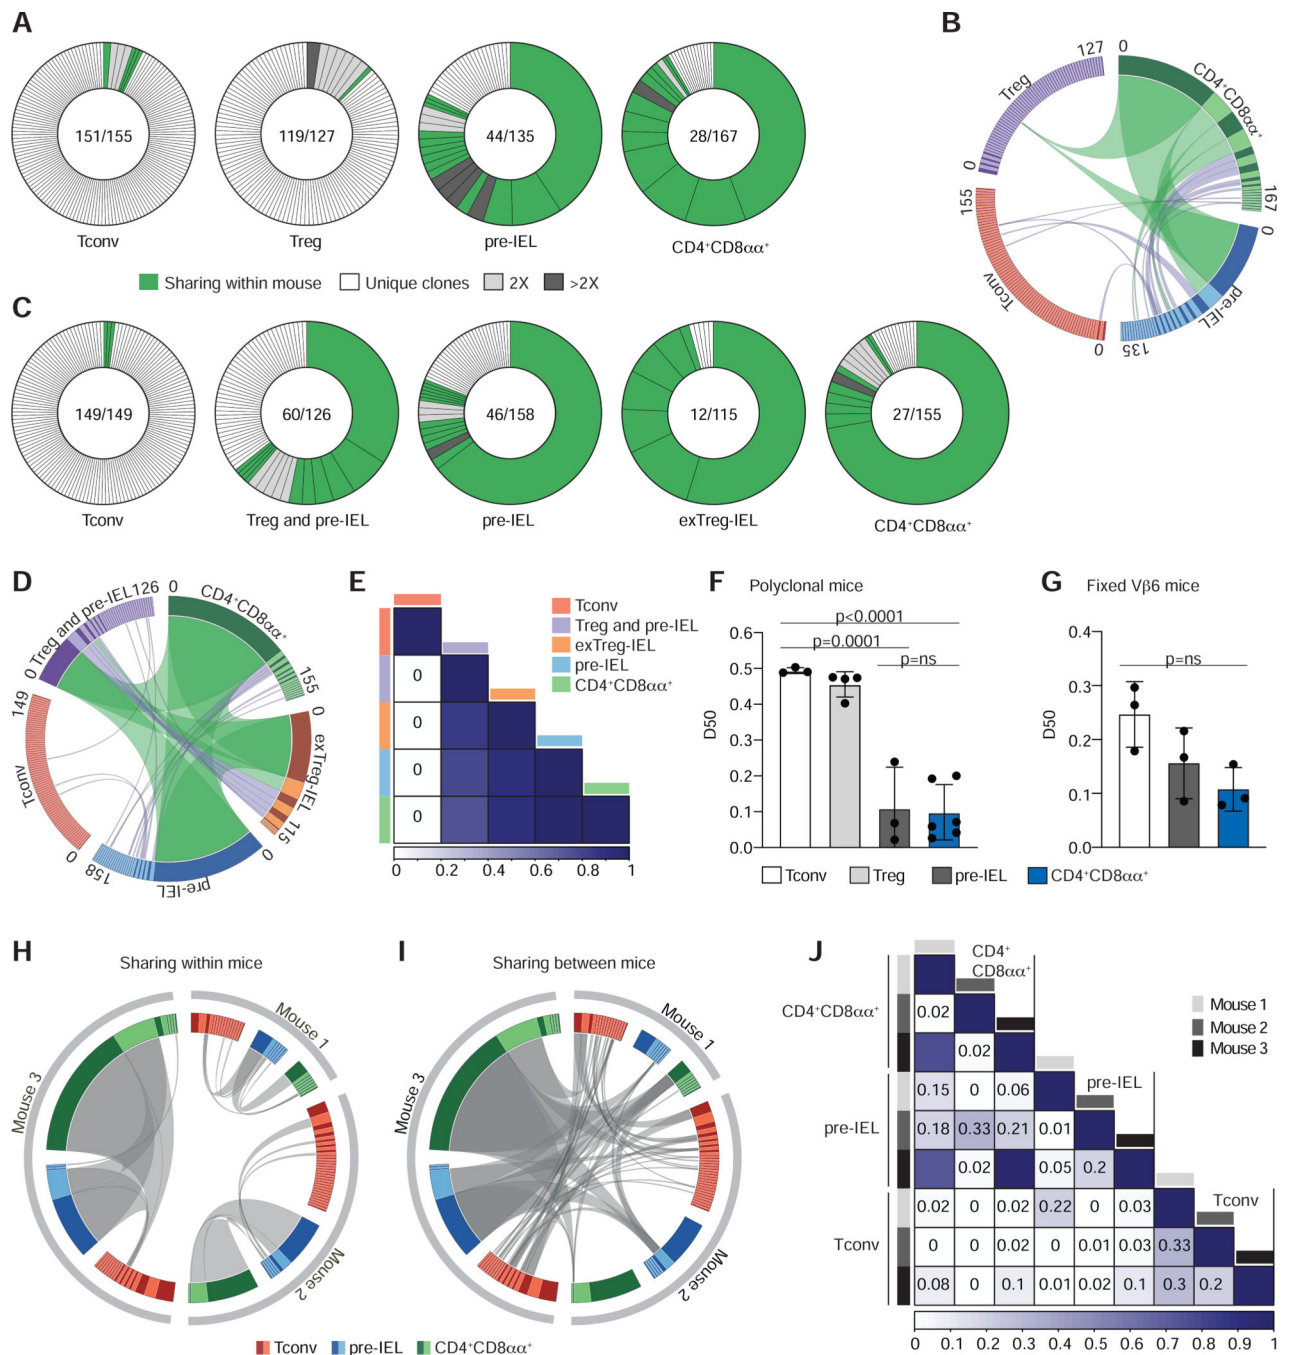 A
151/155
Tconv
119/127
Treg
44/135
pre-IEL
28/167
CD4⁺CD8αα⁺
Sharing within mouse
Unique clones
2X
>2X
B
127
0
Treg
CD4⁺CD8αα⁺
0
155
167
0
Tconv
pre-IEL
0
135
C
149/149
Tconv
60/126
Treg and pre-IEL
46/158
pre-IEL
12/115
exTreg-IEL
27/155
CD4⁺CD8αα⁺
D
126
0
Treg and pre-IEL
CD4⁺CD8αα⁺
0
155
149
0
Tconv
exTreg-IEL
115
0
0
158
pre-IEL
E
Tconv
Treg and pre-IEL
exTreg-IEL
pre-IEL
CD4⁺CD8αα⁺
0
0
0
0
0 0.2 0.4 0.6 0.8 1
F
Polyclonal mice
p<0.0001
p=0.0001
p=ns
D50
0.6
0.5
0.4
0.3
0.2
0.1
0.0
G
Fixed Vβ6 mice
p=ns
D50
0.4
0.3
0.2
0.1
0.0
Tconv
Treg
pre-IEL
CD4⁺CD8αα⁺
H
Sharing within mice
Mouse 1
Mouse 3
Mouse 2
I
Sharing between mice
Mouse 1
Mouse 3
Mouse 2
Tconv
pre-IEL
CD4⁺CD8αα⁺
J
CD4⁺
CD8αα⁺
Mouse 1
Mouse 2
Mouse 3
CD4⁺CD8αα⁺
0.02
0.02
pre-IEL
0.15 0 0.06
pre-IEL
0.18 0.33 0.21 0.01
0.02 0.05 0.2
0.02 0 0.02 0.22 0 0.03
Tconv
Tconv
0 0 0.02 0 0.01 0.03 0.33
0.08 0 0.1 0.01 0.02 0.1 0.3 0.2
0 0.1 0.2 0.3 0.4 0.5 0.6 0.7 0.8 0.9 1